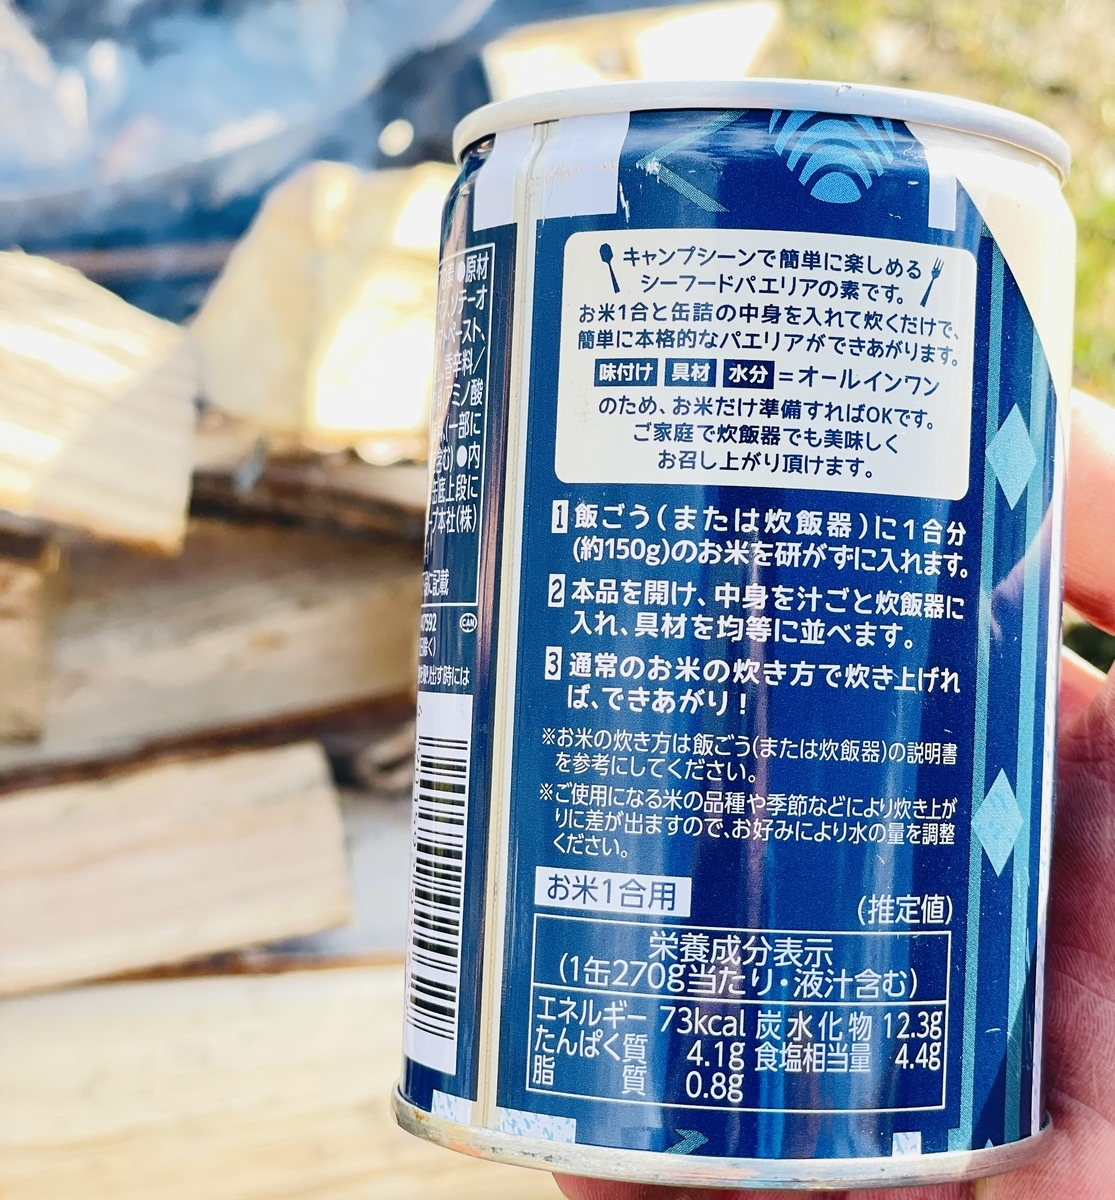 ●原材
ソテーオ
ペースト、
香辛料／
ミノ酸
(一部に
含む) ●内
缶底上段に
プ本社(株)
に記載
CAN
出す時には
キャンプシーンで簡単に楽しめる
シーフードパエリアの素です。
お米1合と缶詰の中身を入れて炊くだけで、
簡単に本格的なパエリアができあがります。
味付け 具材 水分 =オールインワン
のため、お米だけ準備すればOKです。
ご家庭で炊飯器でも美味しく
お召し上がり頂けます。
1 飯ごう(または炊飯器)に1合分
(約150g)のお米を研がずに入れます。
2 本品を開け、中身を汁ごと炊飯器に
入れ、具材を均等に並べます。
3 通常のお米の炊き方で炊き上げれ
ば、できあがり!
※お米の炊き方は飯ごう(または炊飯器)の説明書
を参考にしてください。
※ご使用になる米の品種や季節などにより炊き上が
りに差が出ますので、お好みにより水の量を調整
ください。
お米1合用 (推定値)
栄養成分表示
(1缶270g当たり・液汁含む)
エネルギー 73kcal 炭水化物 12.3g
たんぱく質 4.1g 食塩相当量 4.4g
脂質 0.8g